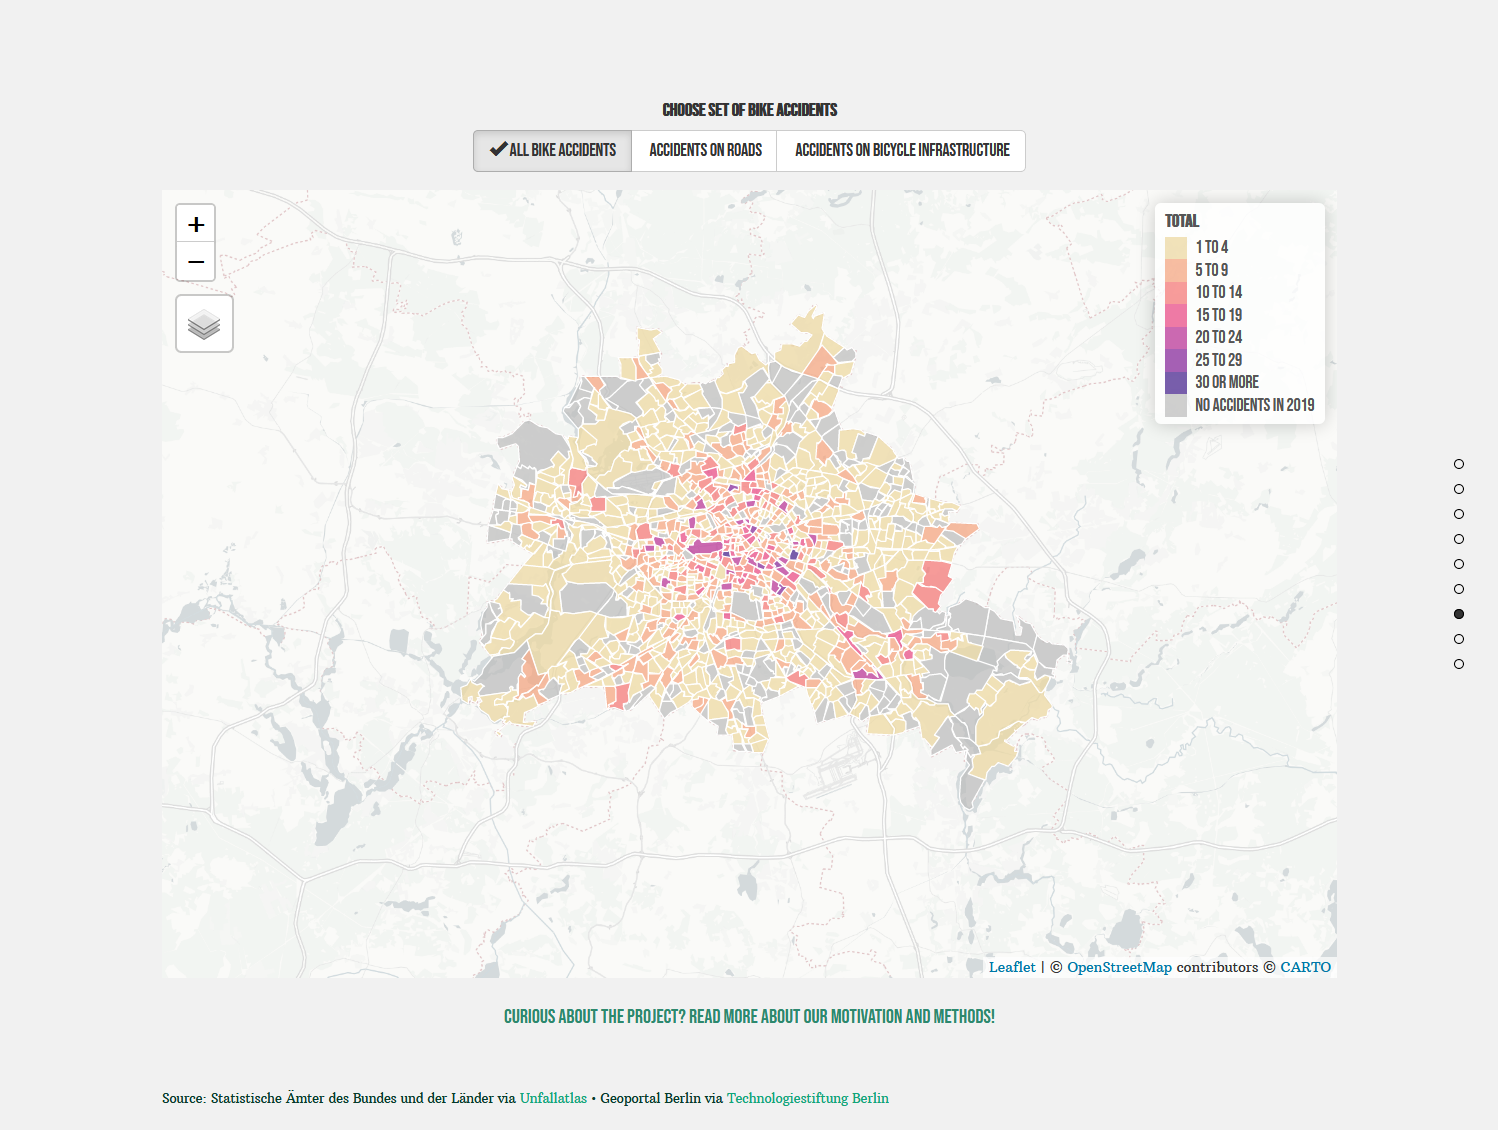 CHOOSE SET OF BIKE ACCIDENTS
ALL BIKE ACCIDENTS
ACCIDENTS ON ROADS
ACCIDENTS ON BICYCLE INFRASTRUCTURE
+
−
TOTAL
1 TO 4
5 TO 9
10 TO 14
15 TO 19
20 TO 24
25 TO 29
30 OR MORE
NO ACCIDENTS IN 2019
Leaflet | © OpenStreetMap contributors © CARTO
CURIOUS ABOUT THE PROJECT? READ MORE ABOUT OUR MOTIVATION AND METHODS!
Source: Statistische Ämter des Bundes und der Länder via Unfallatlas • Geoportal Berlin via Technologiestiftung Berlin